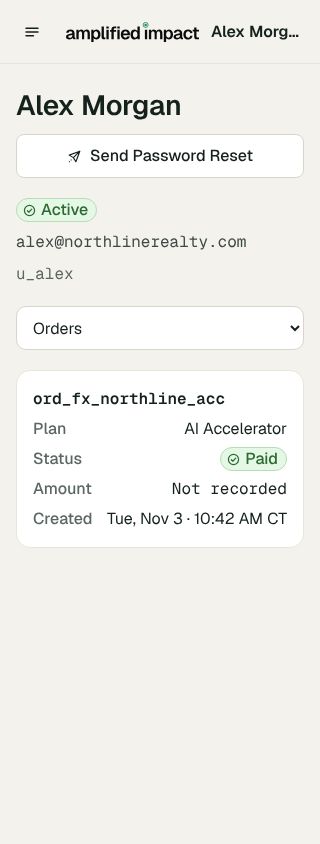 amplified impact Alex Morg...
Alex Morgan
Send Password Reset
Active
alex@northlinerealty.com
u_alex
Orders
ord_fx_northline_acc
Plan AI Accelerator
Status Paid
Amount Not recorded
Created Tue, Nov 3 · 10:42 AM CT